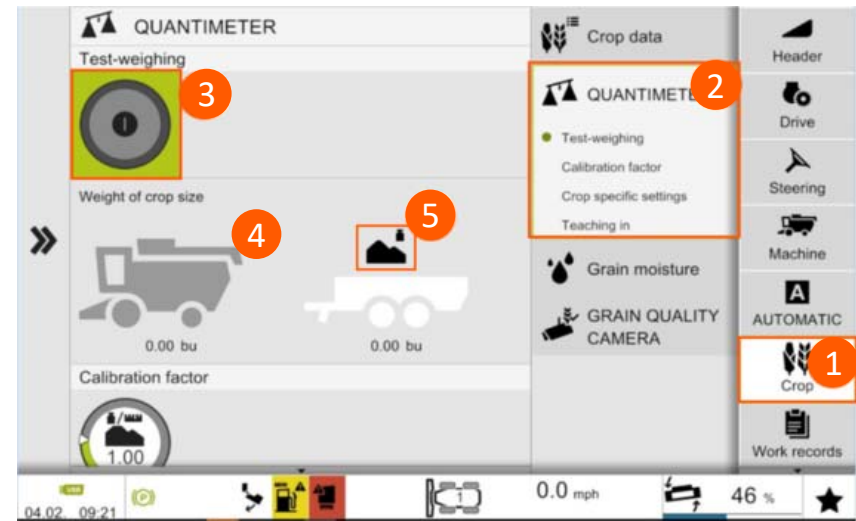 QUANTIMETER
Test-weighing
3
Weight of crop size
4
5
0.00 bu
0.00 bu
Calibration factor
1.00
Crop data
2
Test-weighing
Calibration factor
Crop specific settings
Teaching in
Grain moisture
GRAIN QUALITY
CAMERA
Header
Drive
Steering
Machine
A
AUTOMATIC
1
Crop
Work records
04.02. 09:21
(P)
1
0.0 mph
46 %